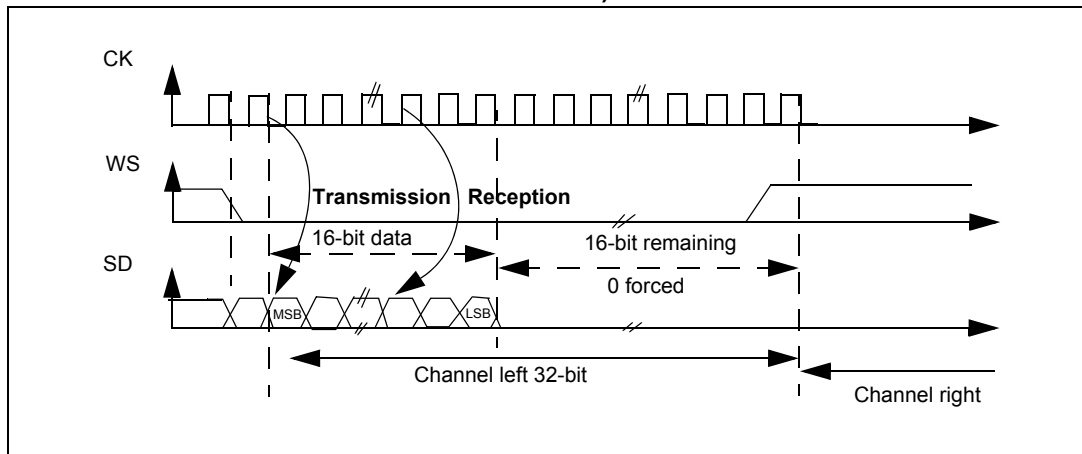 CK
WS
Transmission Reception
16-bit data
16-bit remaining
SD
0 forced
MSB
LSB
Channel left 32-bit
Channel right